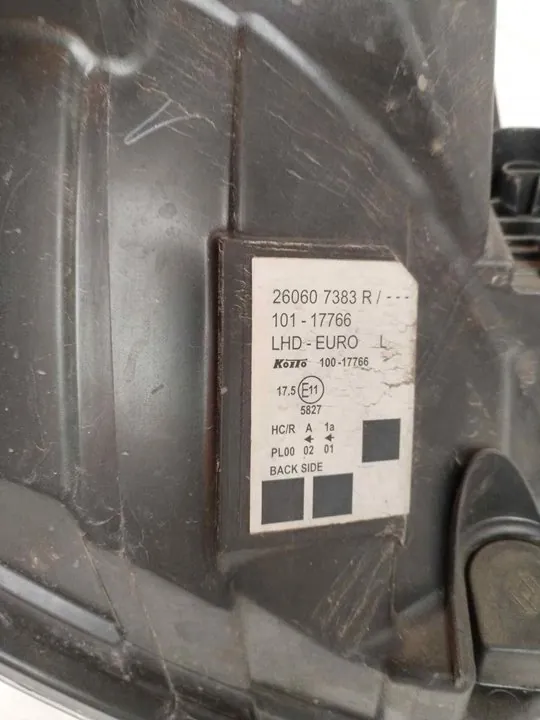 26060 7383 R / - - -
101 - 17766
LHD - EURO L
KOITO 100-17766
17.5 E11
5827
HC/R A 1a
PL00 02 01
BACK SIDE